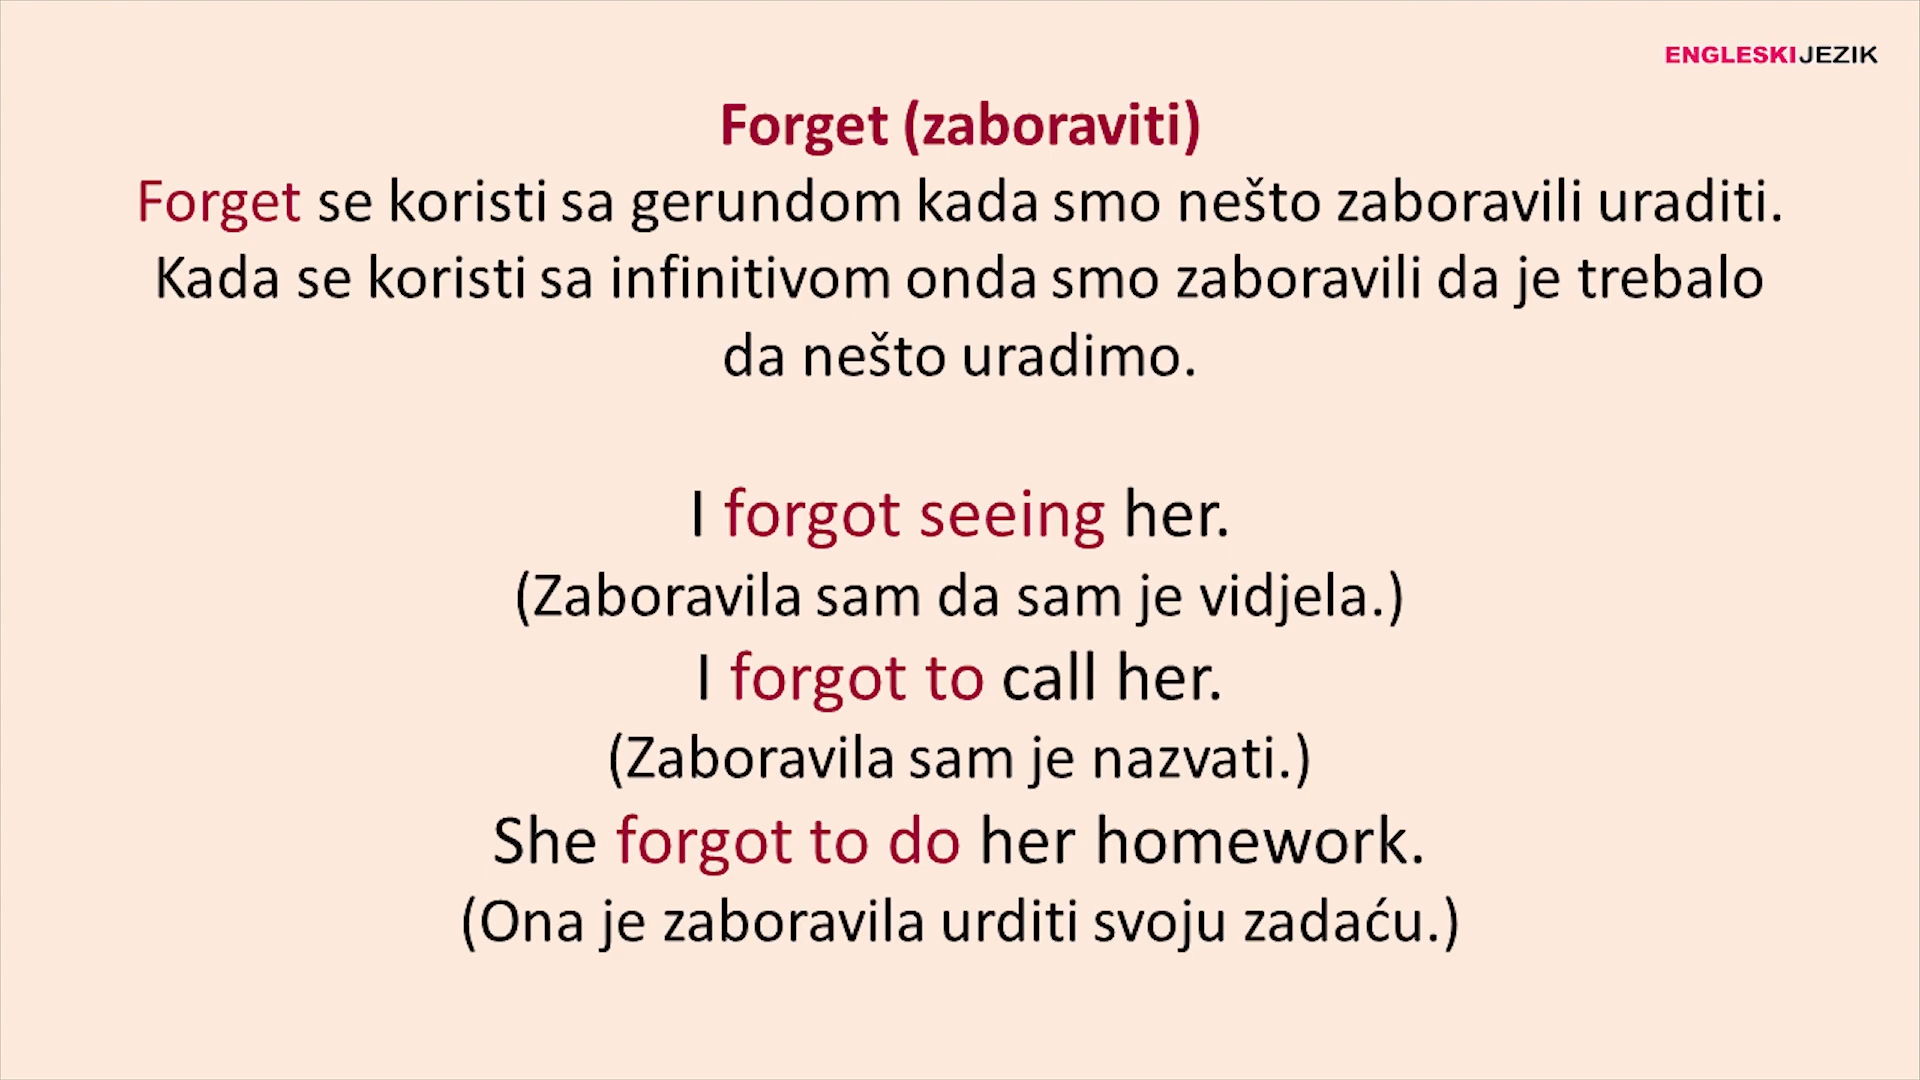 ENGLESKIJEZIK
Forget (zaboraviti)
Forget se koristi sa gerundom kada smo nešto zaboravili uraditi.
Kada se koristi sa infinitivom onda smo zaboravili da je trebalo
da nešto uradimo.
I forgot seeing her.
(Zaboravila sam da sam je vidjela.)
I forgot to call her.
(Zaboravila sam je nazvati.)
She forgot to do her homework.
(Ona je zaboravila urditi svoju zadaću.)